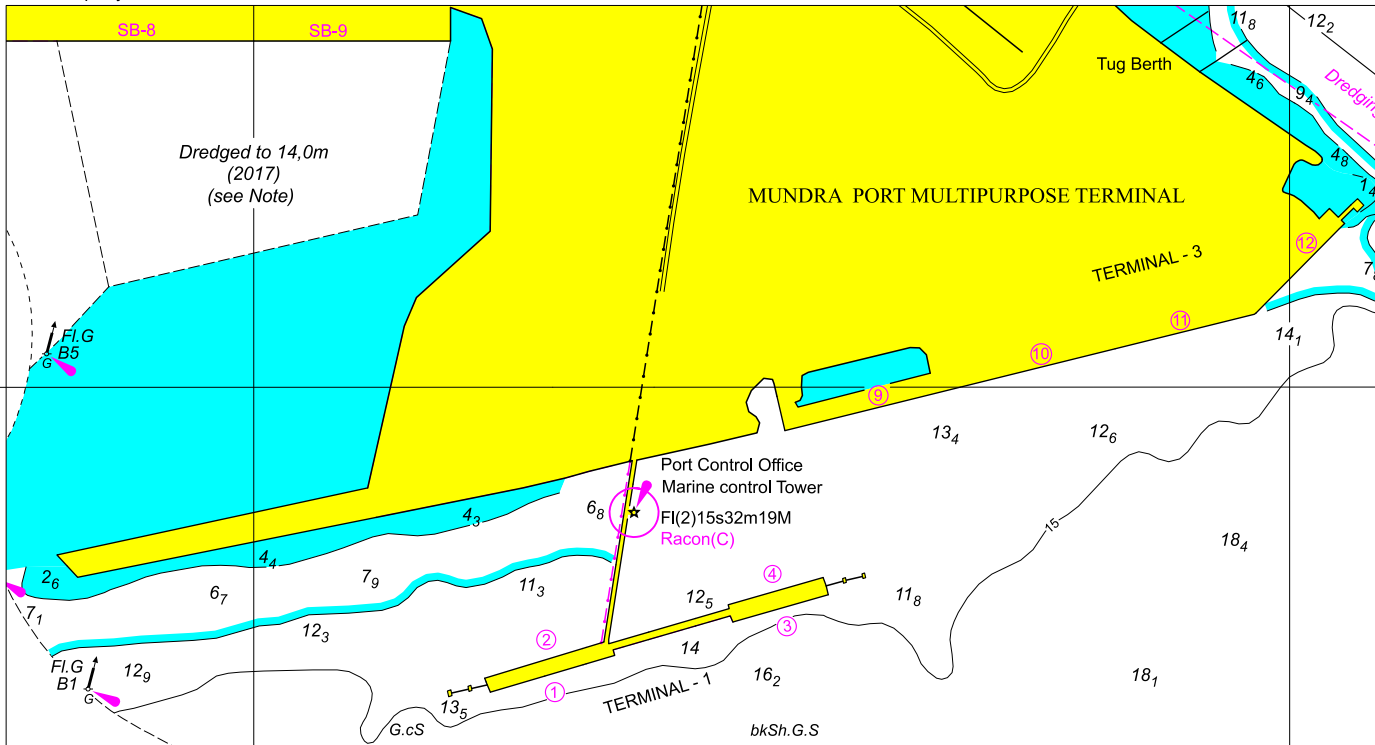 SB-8
SB-9
11₈
12₂
Tug Berth
4₆
9₄
Dredging
Dredged to 14,0m
(2017)
(see Note)
4₈
MUNDRA PORT MULTIPURPOSE TERMINAL
12
TERMINAL - 3
11
14₁
Fl.G
B5
G
10
9
13₄
12₆
Port Control Office
Marine control Tower
6₈
Fl(2)15s32m19M
Racon(C)
4₃
15
18₄
4₄
2₆
7₉
11₃
6₇
7₁
4
12₅
11₈
12₃
3
2
14
Fl.G
B1
G
12₉
16₂
18₁
1
TERMINAL - 1
13₅
G.cS
bkSh.G.S